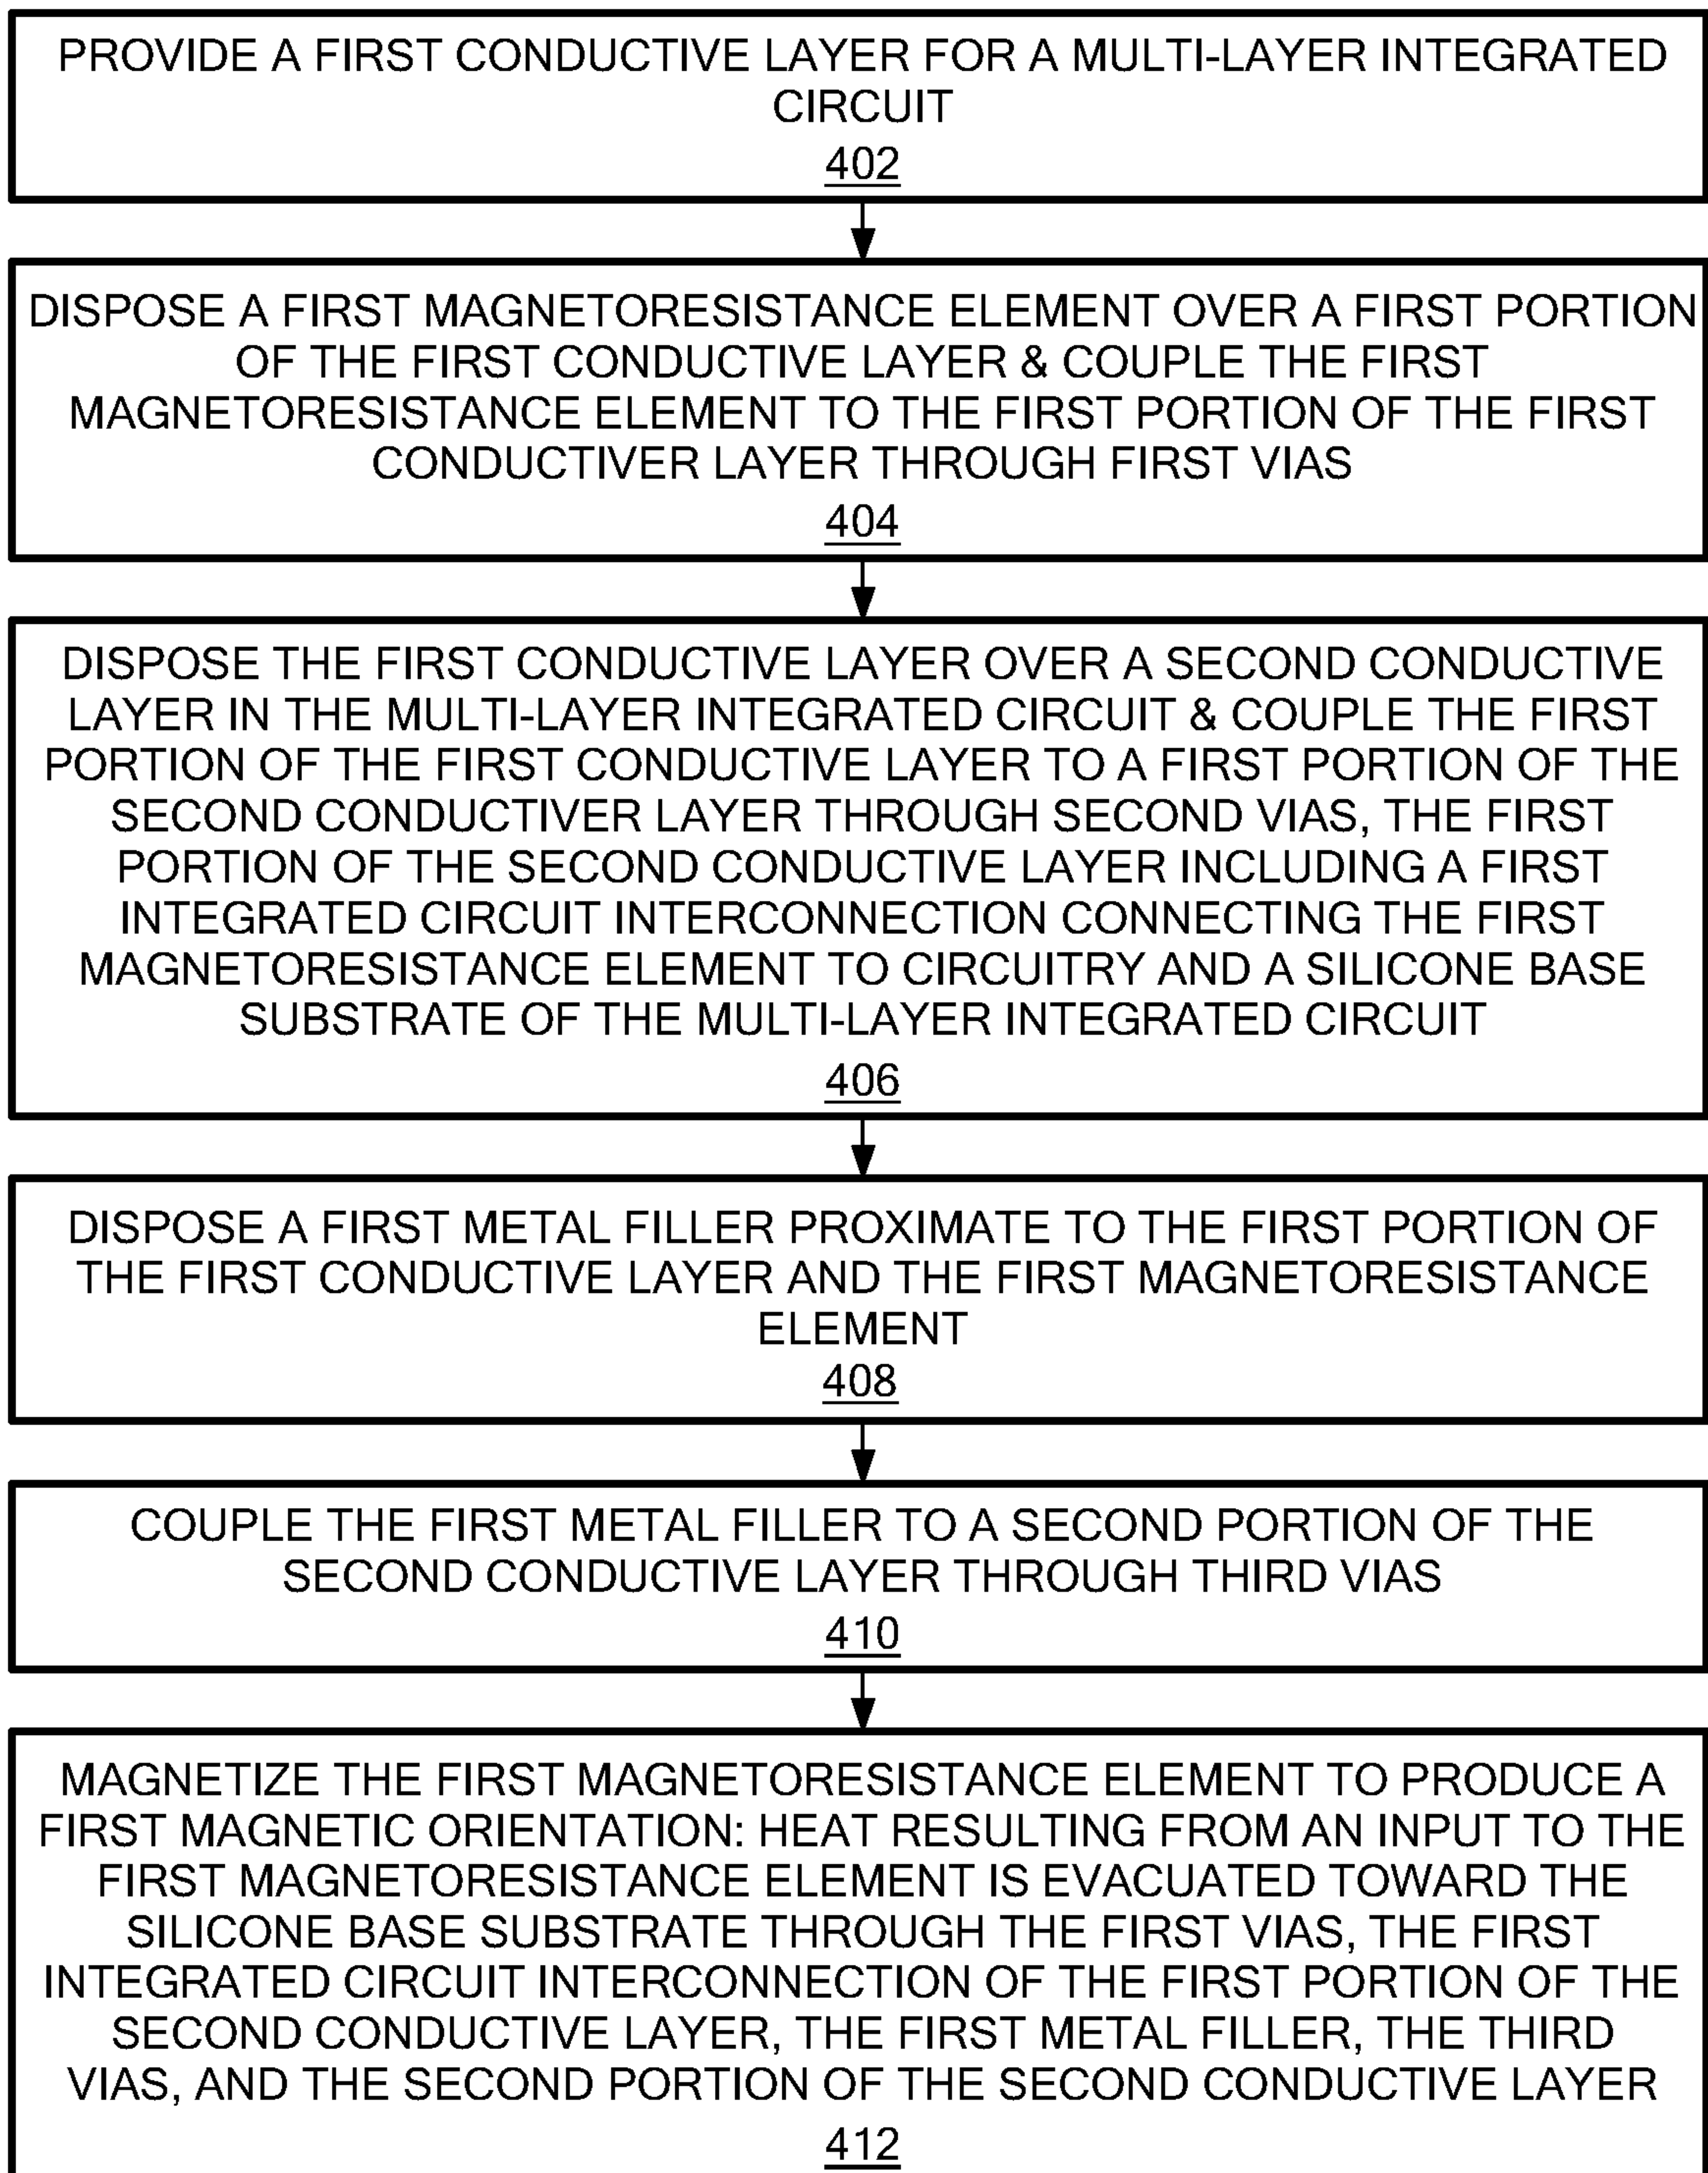 PROVIDE A FIRST CONDUCTIVE LAYER FOR A MULTI-LAYER INTEGRATED
CIRCUIT
402
DISPOSE A FIRST MAGNETORESISTANCE ELEMENT OVER A FIRST PORTION
OF THE FIRST CONDUCTIVE LAYER & COUPLE THE FIRST
MAGNETORESISTANCE ELEMENT TO THE FIRST PORTION OF THE FIRST
CONDUCTIVER LAYER THROUGH FIRST VIAS
404
DISPOSE THE FIRST CONDUCTIVE LAYER OVER A SECOND CONDUCTIVE
LAYER IN THE MULTI-LAYER INTEGRATED CIRCUIT & COUPLE THE FIRST
PORTION OF THE FIRST CONDUCTIVE LAYER TO A FIRST PORTION OF THE
SECOND CONDUCTIVER LAYER THROUGH SECOND VIAS, THE FIRST
PORTION OF THE SECOND CONDUCTIVE LAYER INCLUDING A FIRST
INTEGRATED CIRCUIT INTERCONNECTION CONNECTING THE FIRST
MAGNETORESISTANCE ELEMENT TO CIRCUITRY AND A SILICONE BASE
SUBSTRATE OF THE MULTI-LAYER INTEGRATED CIRCUIT
406
DISPOSE A FIRST METAL FILLER PROXIMATE TO THE FIRST PORTION OF
THE FIRST CONDUCTIVE LAYER AND THE FIRST MAGNETORESISTANCE
ELEMENT
408
COUPLE THE FIRST METAL FILLER TO A SECOND PORTION OF THE
SECOND CONDUCTIVE LAYER THROUGH THIRD VIAS
410
MAGNETIZE THE FIRST MAGNETORESISTANCE ELEMENT TO PRODUCE A
FIRST MAGNETIC ORIENTATION: HEAT RESULTING FROM AN INPUT TO THE
FIRST MAGNETORESISTANCE ELEMENT IS EVACUATED TOWARD THE
SILICONE BASE SUBSTRATE THROUGH THE FIRST VIAS, THE FIRST
INTEGRATED CIRCUIT INTERCONNECTION OF THE FIRST PORTION OF THE
SECOND CONDUCTIVE LAYER, THE FIRST METAL FILLER, THE THIRD
VIAS, AND THE SECOND PORTION OF THE SECOND CONDUCTIVE LAYER
412